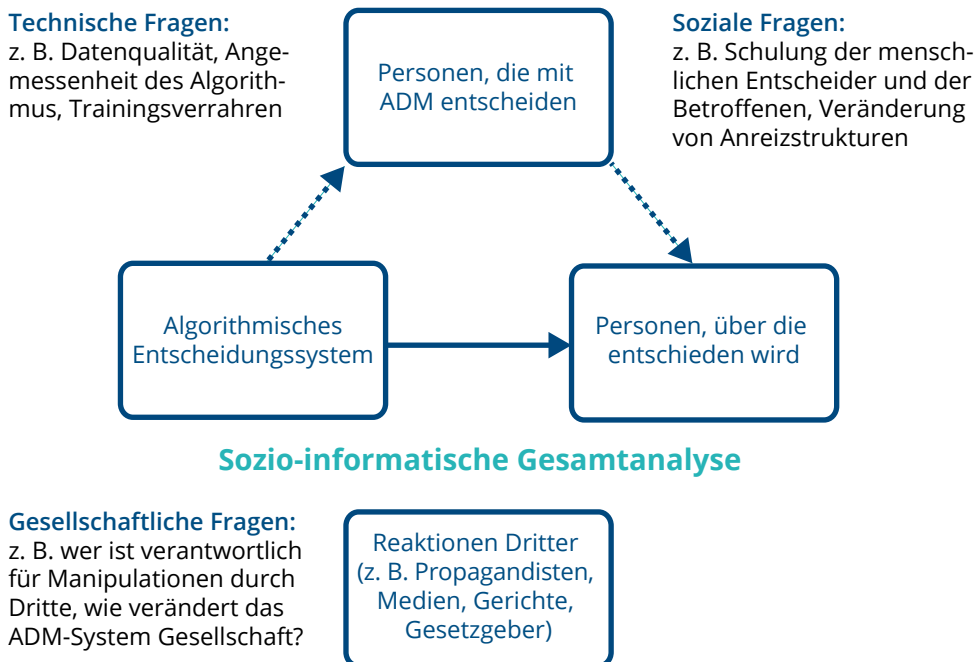 Technische Fragen:
z. B. Datenqualität, Ange-
messenheit des Algorith-
mus, Trainingsverrahren
Personen, die mit
ADM entscheiden
Soziale Fragen:
z. B. Schulung der mensch-
lichen Entscheider und der
Betroffenen, Veränderung
von Anreizstrukturen
Algorithmisches
Entscheidungssystem
Personen, über die
entschieden wird
Sozio-informatische Gesamtanalyse
Gesellschaftliche Fragen:
z. B. wer ist verantwortlich
für Manipulationen durch
Dritte, wie verändert das
ADM-System Gesellschaft?
Reaktionen Dritter
(z. B. Propagandisten,
Medien, Gerichte,
Gesetzgeber)